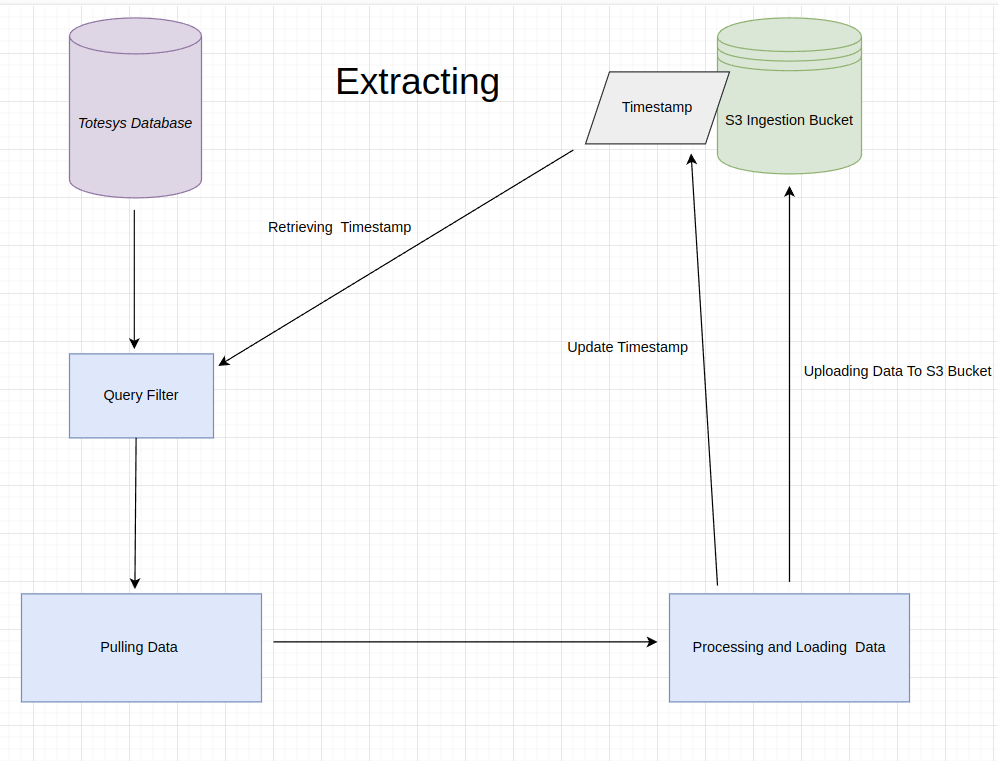 Extracting
Totesys Database
Timestamp
S3 Ingestion Bucket
Retrieving  Timestamp
Update Timestamp
Uploading Data To S3 Bucket
Query Filter
Pulling Data
Processing and Loading  Data